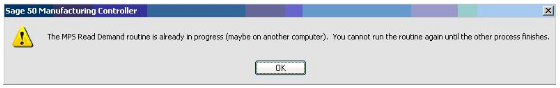 Sage 50 Manufacturing Controller
The MPS Read Demand routine is already in progress (maybe on another computer).  You cannot run the routine again until the other process finishes.
OK